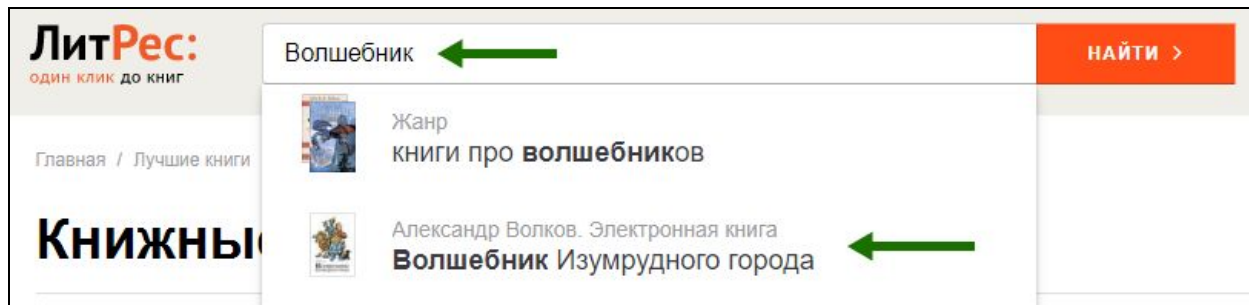 ЛитРес:
один клик до книг
Волшебник
НАЙТИ >
Жанр
книги про волшебников
Главная / Лучшие книги
Александр Волков. Электронная книга
Волшебник Изумрудного города
Книжны